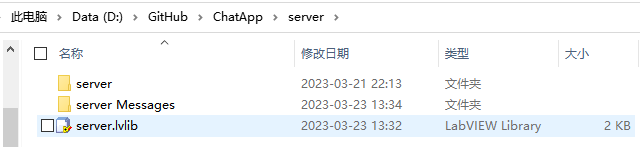 此电脑 > Data (D:) > GitHub > ChatApp > server >
名称 修改日期 类型 大小
server 2023-03-21 22:13 文件夹
server Messages 2023-03-23 13:34 文件夹
server.lvlib 2023-03-23 13:32 LabVIEW Library 2 KB